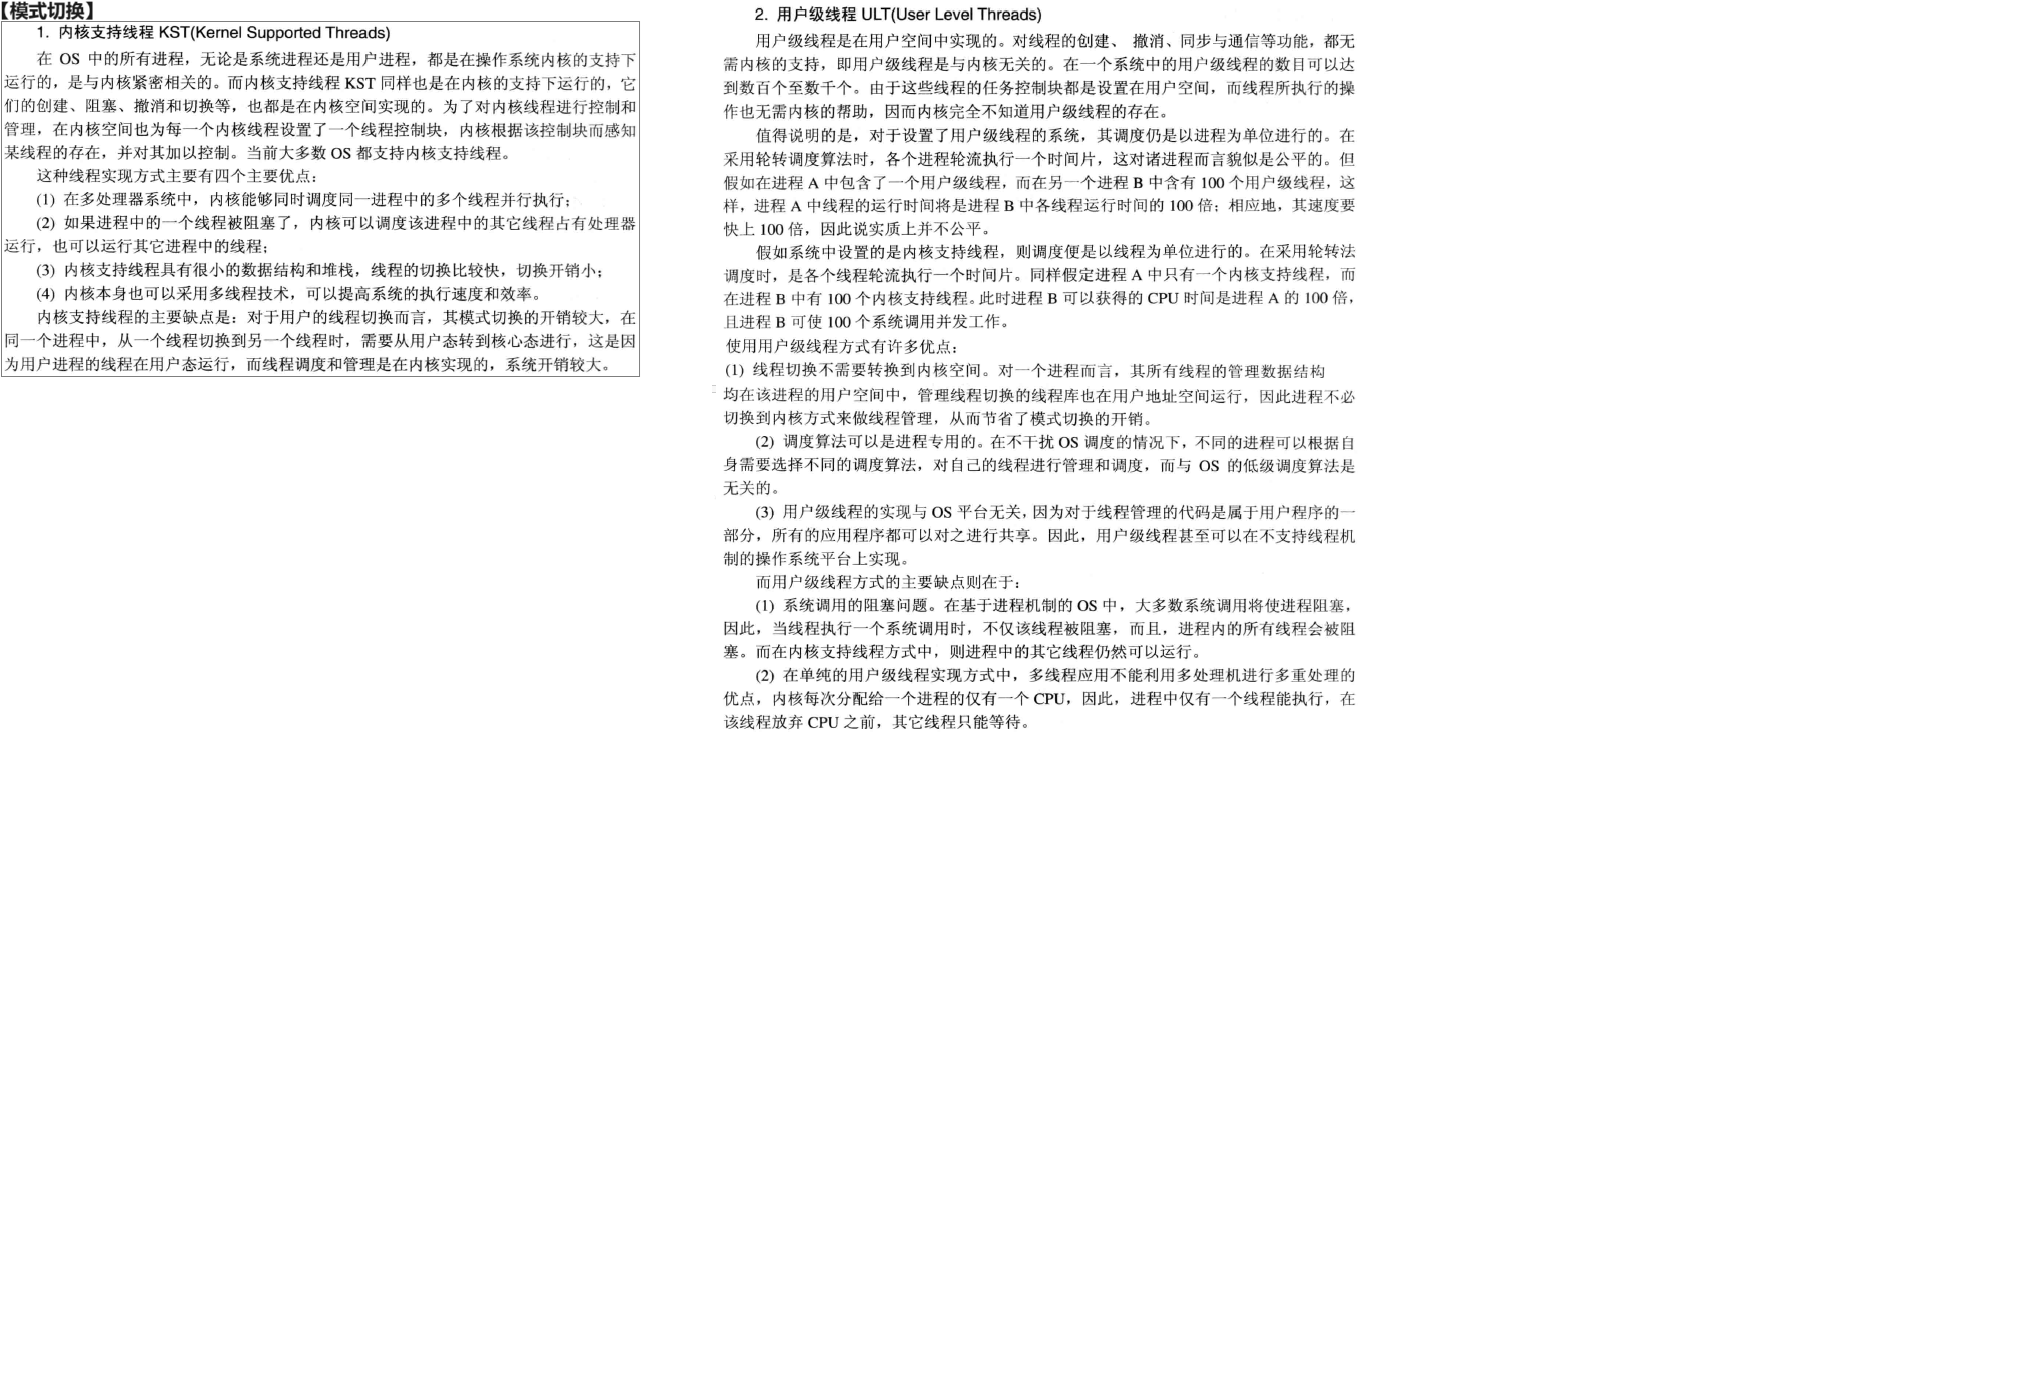 【模式切换】
1. 内核支持线程 KST(Kernel Supported Threads)
在 OS 中的所有进程，无论是系统进程还是用户进程，都是在操作系统内核的支持下
运行的，是与内核紧密相关的。而内核支持线程 KST 同样也是在内核的支持下运行的，它
们的创建、阻塞、撤消和切换等，也都是在内核空间实现的。为了对内核线程进行控制和
管理，在内核空间也为每一个内核线程设置了一个线程控制块，内核根据该控制块而感知
某线程的存在，并对其加以控制。当前大多数 OS 都支持内核支持线程。
这种线程实现方式主要有四个主要优点：
(1) 在多处理器系统中，内核能够同时调度同一进程中的多个线程并行执行；
(2) 如果进程中的一个线程被阻塞了，内核可以调度该进程中的其它线程占有处理器
运行，也可以运行其它进程中的线程；
(3) 内核支持线程具有很小的数据结构和堆栈，线程的切换比较快，切换开销小；
(4) 内核本身也可以采用多线程技术，可以提高系统的执行速度和效率。
内核支持线程的主要缺点是：对于用户的线程切换而言，其模式切换的开销较大，在
同一个进程中，从一个线程切换到另一个线程时，需要从用户态转到核心态进行，这是因
为用户进程的线程在用户态运行，而线程调度和管理是在内核实现的，系统开销较大。
2. 用户级线程 ULT(User Level Threads)
用户级线程是在用户空间中实现的。对线程的创建、 撤消、同步与通信等功能，都无
需内核的支持，即用户级线程是与内核无关的。在一个系统中的用户级线程的数目可以达
到数百个至数千个。由于这些线程的任务控制块都是设置在用户空间，而线程所执行的操
作也无需内核的帮助，因而内核完全不知道用户级线程的存在。
值得说明的是，对于设置了用户级线程的系统，其调度仍是以进程为单位进行的。在
采用轮转调度算法时，各个进程轮流执行一个时间片，这对诸进程而言貌似是公平的。但
假如在进程 A 中包含了一个用户级线程，而在另一个进程 B 中含有 100 个用户级线程，这
样，进程 A 中线程的运行时间将是进程 B 中各线程运行时间的 100 倍；相应地，其速度要
快上 100 倍，因此说实质上并不公平。
假如系统中设置的是内核支持线程，则调度便是以线程为单位进行的。在采用轮转法
调度时，是各个线程轮流执行一个时间片。同样假定进程 A 中只有一个内核支持线程，而
在进程 B 中有 100 个内核支持线程。此时进程 B 可以获得的 CPU 时间是进程 A 的 100 倍，
且进程 B 可使 100 个系统调用并发工作。
使用用户级线程方式有许多优点：
(1) 线程切换不需要转换到内核空间。对一个进程而言，其所有线程的管理数据结构
均在该进程的用户空间中，管理线程切换的线程库也在用户地址空间运行，因此进程不必
切换到内核方式来做线程管理，从而节省了模式切换的开销。
(2) 调度算法可以是进程专用的。在不干扰 OS 调度的情况下，不同的进程可以根据自
身需要选择不同的调度算法，对自己的线程进行管理和调度，而与 OS 的低级调度算法是
无关的。
(3) 用户级线程的实现与 OS 平台无关，因为对于线程管理的代码是属于用户程序的一
部分，所有的应用程序都可以对之进行共享。因此，用户级线程甚至可以在不支持线程机
制的操作系统平台上实现。
而用户级线程方式的主要缺点则在于：
(1) 系统调用的阻塞问题。在基于进程机制的 OS 中，大多数系统调用将使进程阻塞，
因此，当线程执行一个系统调用时，不仅该线程被阻塞，而且，进程内的所有线程会被阻
塞。而在内核支持线程方式中，则进程中的其它线程仍然可以运行。
(2) 在单纯的用户级线程实现方式中，多线程应用不能利用多处理机进行多重处理的
优点，内核每次分配给一个进程的仅有一个 CPU，因此，进程中仅有一个线程能执行，在
该线程放弃 CPU 之前，其它线程只能等待。